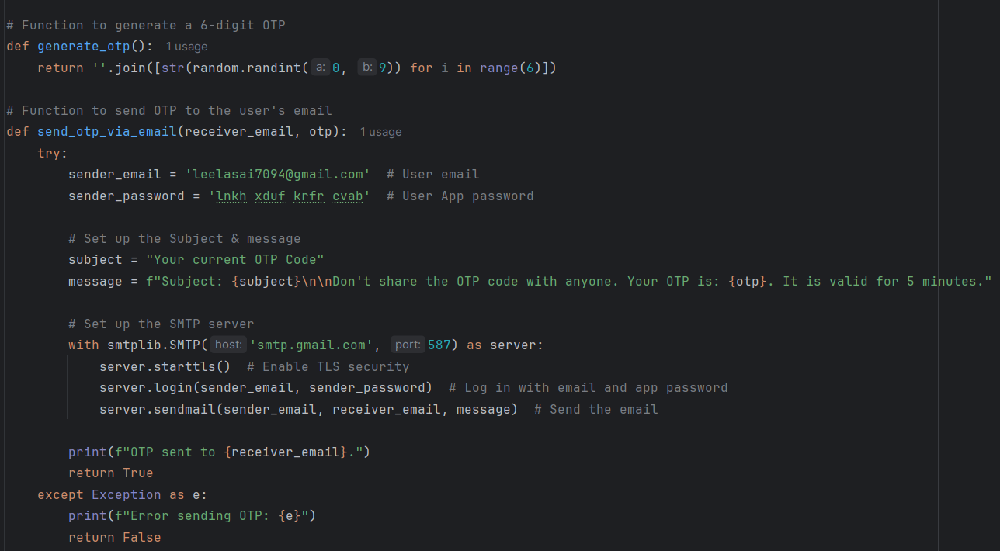 # Function to generate a 6-digit OTP
def generate_otp(): 1 usage
return ''.join([str(random.randint( a: 0, b: 9)) for i in range(6)])
# Function to send OTP to the user's email
def send_otp_via_email(receiver_email, otp): 1 usage
try:
sender_email = 'leelasai7094@gmail.com' # User email
sender_password = 'lnkh xduf krfr cvab' # User App password
# Set up the Subject & message
subject = "Your current OTP Code"
message = f"Subject: {subject}\n\nDon't share the OTP code with anyone. Your OTP is: {otp}. It is valid for 5 minutes."
# Set up the SMTP server
with smtplib.SMTP( host: 'smtp.gmail.com', port: 587) as server:
server.starttls() # Enable TLS security
server.login(sender_email, sender_password) # Log in with email and app password
server.sendmail(sender_email, receiver_email, message) # Send the email
print(f"OTP sent to {receiver_email}.")
return True
except Exception as e:
print(f"Error sending OTP: {e}")
return False